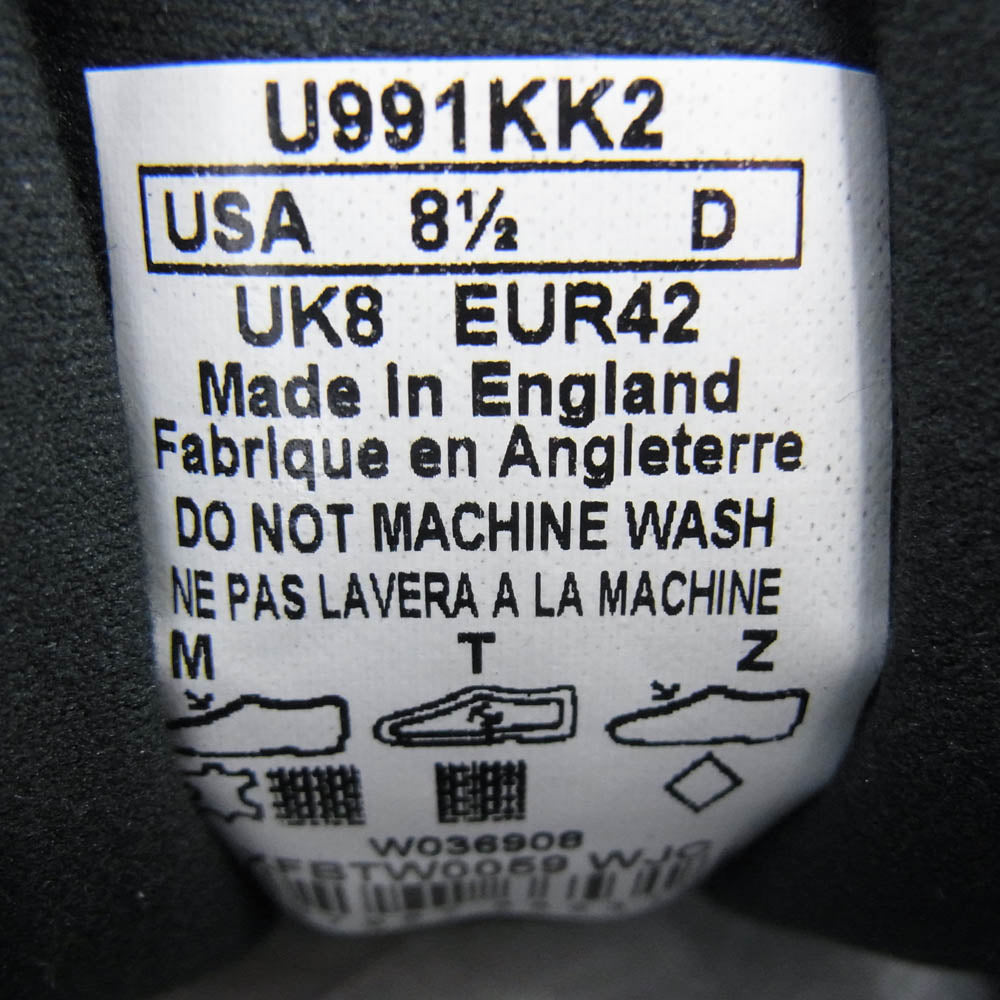 U991KK2
USA 8½ D
UK8 EUR42
Made in England
Fabrique en Angleterre
DO NOT MACHINE WASH
NE PAS LAVERA A LA MACHINE
M T Z
W036908
WJC